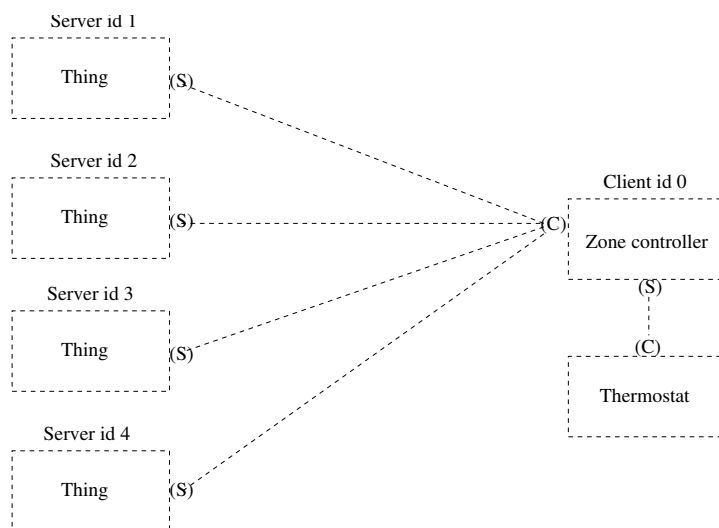 Server id 1
Thing
(S)
Server id 2
Thing
(S)
Server id 3
Thing
(S)
Server id 4
Thing
(S)
(C)
Client id 0
Zone controller
(S)
(C)
Thermostat